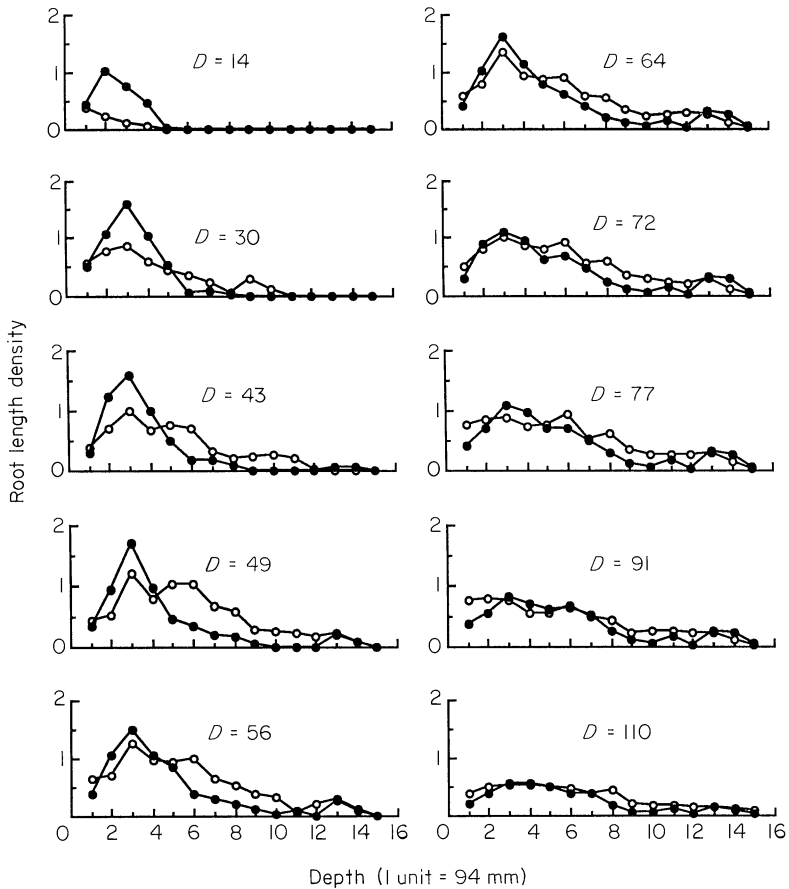 2
1
0
D = 14
2
1
0
D = 64
2
1
0
D = 30
2
1
0
D = 72
2
1
0
D = 43
2
1
0
D = 77
2
1
0
D = 49
2
1
0
D = 91
2
1
D = 56
0 2 4 6 8 10 12 14 16
2
1
D = 110
0 2 4 6 8 10 12 14 16
Root length density
Depth (1 unit = 94 mm)